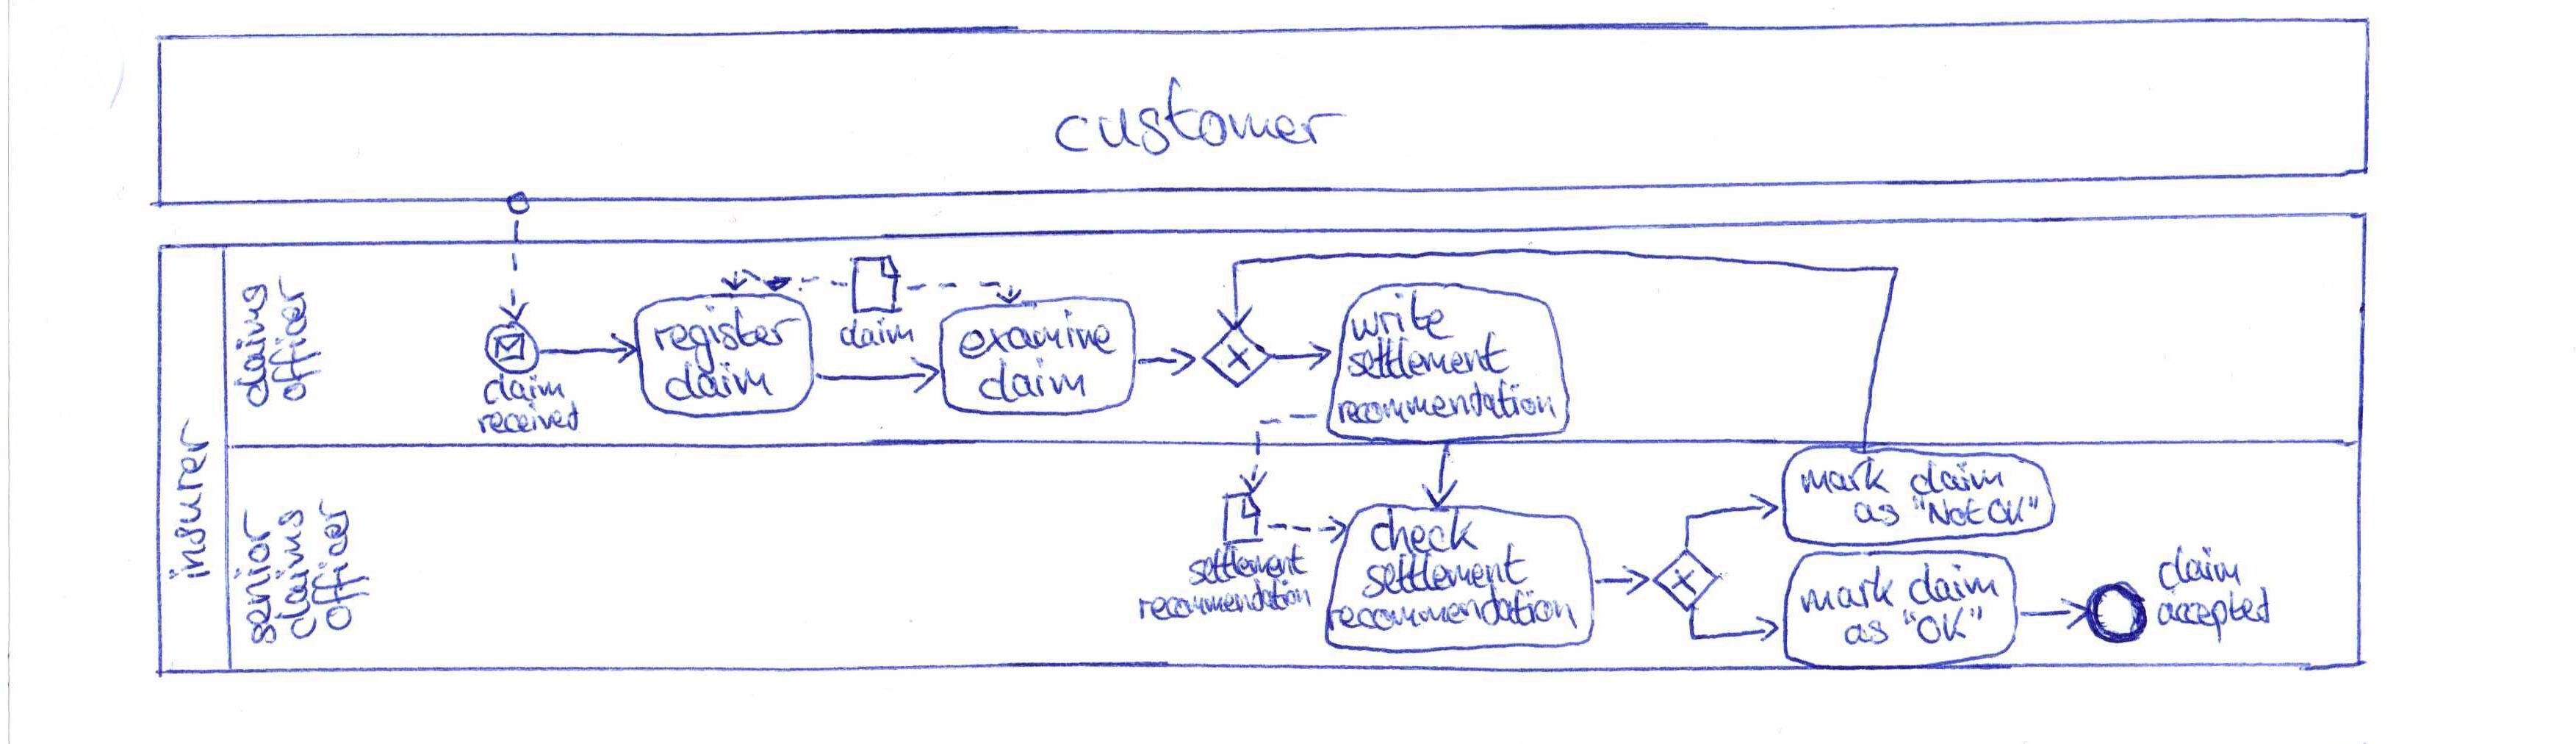 customer
insurer
claims
officer
claim
received
register
claim
claim
examine
claim
write
settlement
recommendation
senior
claims
officer
settlement
recommendation
check
settlement
recommendation
mark claim
as "Not OK"
mark claim
as "OK"
claim
accepted